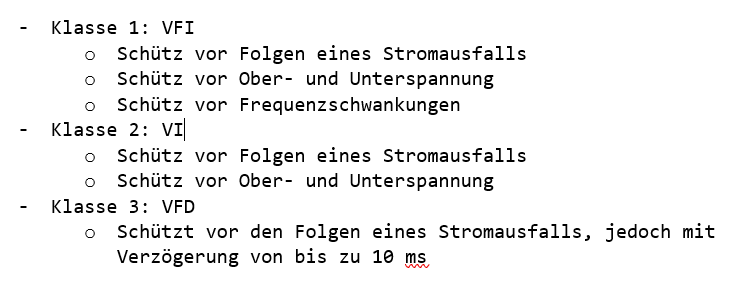 - Klasse 1: VFI
o Schütz vor Folgen eines Stromausfalls
o Schütz vor Ober- und Unterspannung
o Schütz vor Frequenzschwankungen
- Klasse 2: VI
o Schütz vor Folgen eines Stromausfalls
o Schütz vor Ober- und Unterspannung
- Klasse 3: VFD
o Schützt vor den Folgen eines Stromausfalls, jedoch mit
Verzögerung von bis zu 10 ms